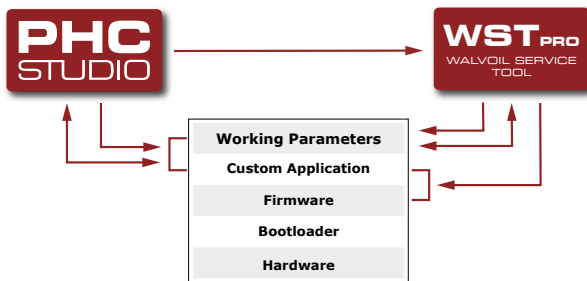 PHC
STUDIO
WST PRO
WALVOIL SERVICE
TOOL
Working Parameters
Custom Application
Firmware
Bootloader
Hardware